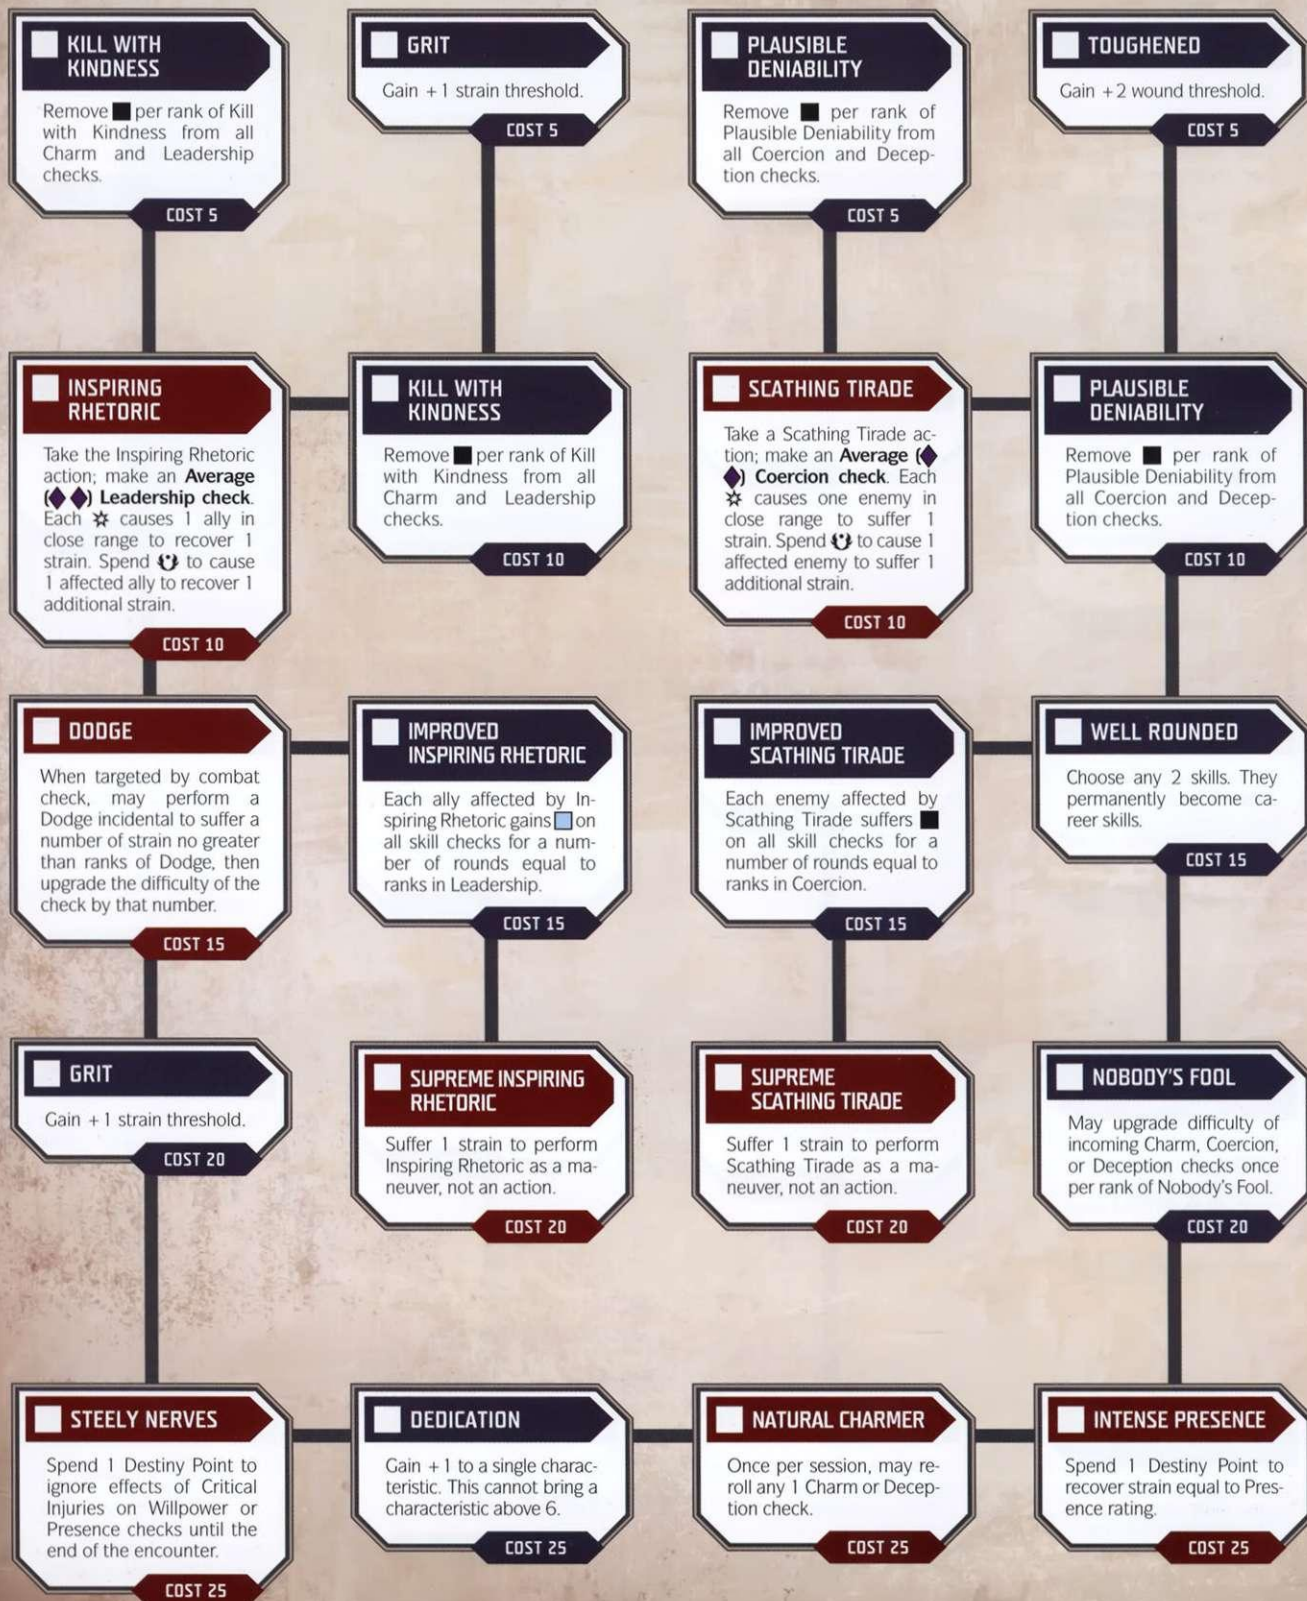 KILL WITH
KINDNESS
Remove ■ per rank of Kill
with Kindness from all
Charm and Leadership
checks.
COST 5
GRIT
Gain +1 strain threshold.
COST 5
PLAUSIBLE
DENIABILITY
Remove ■ per rank of
Plausible Deniability from
all Coercion and Decep-
tion checks.
COST 5
TOUGHENED
Gain +2 wound threshold.
COST 5
INSPIRING
RHETORIC
Take the Inspiring Rhetoric
action; make an Average
(◆◆) Leadership check.
Each causes 1 ally in
close range to recover 1
strain. Spend to cause
1 affected ally to recover 1
additional strain.
COST 10
KILL WITH
KINDNESS
Remove ■ per rank of Kill
with Kindness from all
Charm and Leadership
checks.
COST 10
SCATHING TIRADE
Take a Scathing Tirade ac-
tion; make an Average (◆
◆) Coercion check. Each
causes one enemy in
close range to suffer 1
strain. Spend to cause 1
affected enemy to suffer 1
additional strain.
COST 10
PLAUSIBLE
DENIABILITY
Remove ■ per rank of
Plausible Deniability from
all Coercion and Decep-
tion checks.
COST 10
DODGE
When targeted by combat
check, may perform a
Dodge incidental to suffer a
number of strain no greater
than ranks of Dodge, then
upgrade the difficulty of the
check by that number.
COST 15
IMPROVED
INSPIRING RHETORIC
Each ally affected by In-
spiring Rhetoric gains on
all skill checks for a num-
ber of rounds equal to
ranks in Leadership.
COST 15
IMPROVED
SCATHING TIRADE
Each enemy affected by
Scathing Tirade suffers ■
on all skill checks for a
number of rounds equal to
ranks in Coercion.
COST 15
WELL ROUNDED
Choose any 2 skills. They
permanently become ca-
reer skills.
COST 15
GRIT
Gain +1 strain threshold.
COST 20
SUPREME INSPIRING
RHETORIC
Suffer 1 strain to perform
Inspiring Rhetoric as a ma-
neuver, not an action.
COST 20
SUPREME
SCATHING TIRADE
Suffer 1 strain to perform
Scathing Tirade as a ma-
neuver, not an action.
COST 20
NOBODY'S FOOL
May upgrade difficulty of
incoming Charm, Coercion,
or Deception checks once
per rank of Nobody's Fool.
COST 20
STEELY NERVES
Spend 1 Destiny Point to
ignore effects of Critical
Injuries on Willpower or
Presence checks until the
end of the encounter.
COST 25
DEDICATION
Gain +1 to a single charac-
teristic. This cannot bring a
characteristic above 6.
COST 25
NATURAL CHARMER
Once per session, may re-
roll any 1 Charm or Decep-
tion check.
COST 25
INTENSE PRESENCE
Spend 1 Destiny Point to
recover strain equal to Pres-
ence rating.
COST 25